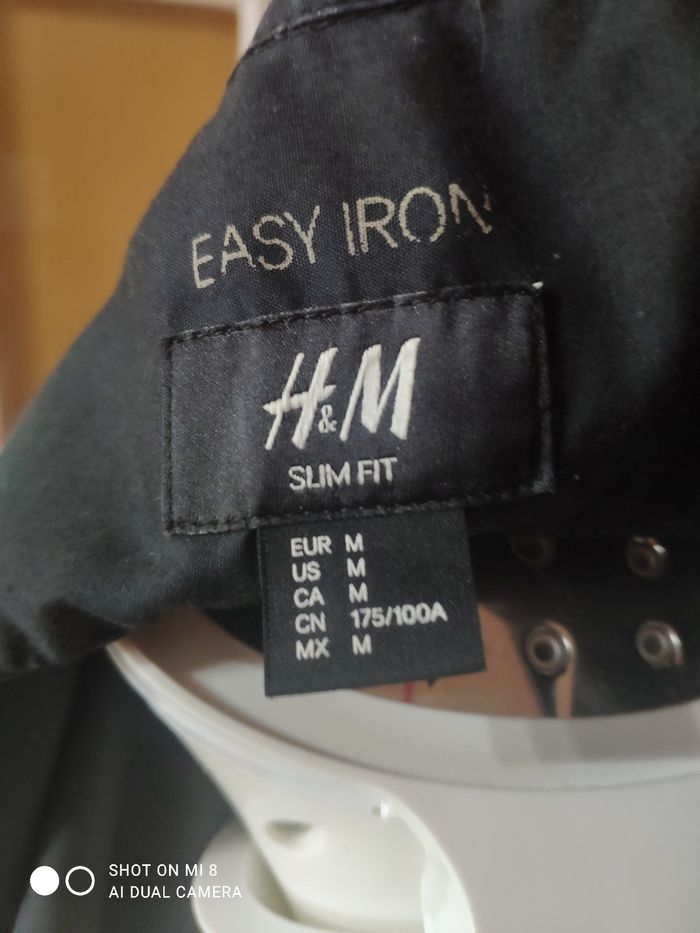 EASY IRON
H&M
SLIM FIT
EUR M
US M
CA M
CN 175/100A
MX M
SHOT ON MI 8
AI DUAL CAMERA